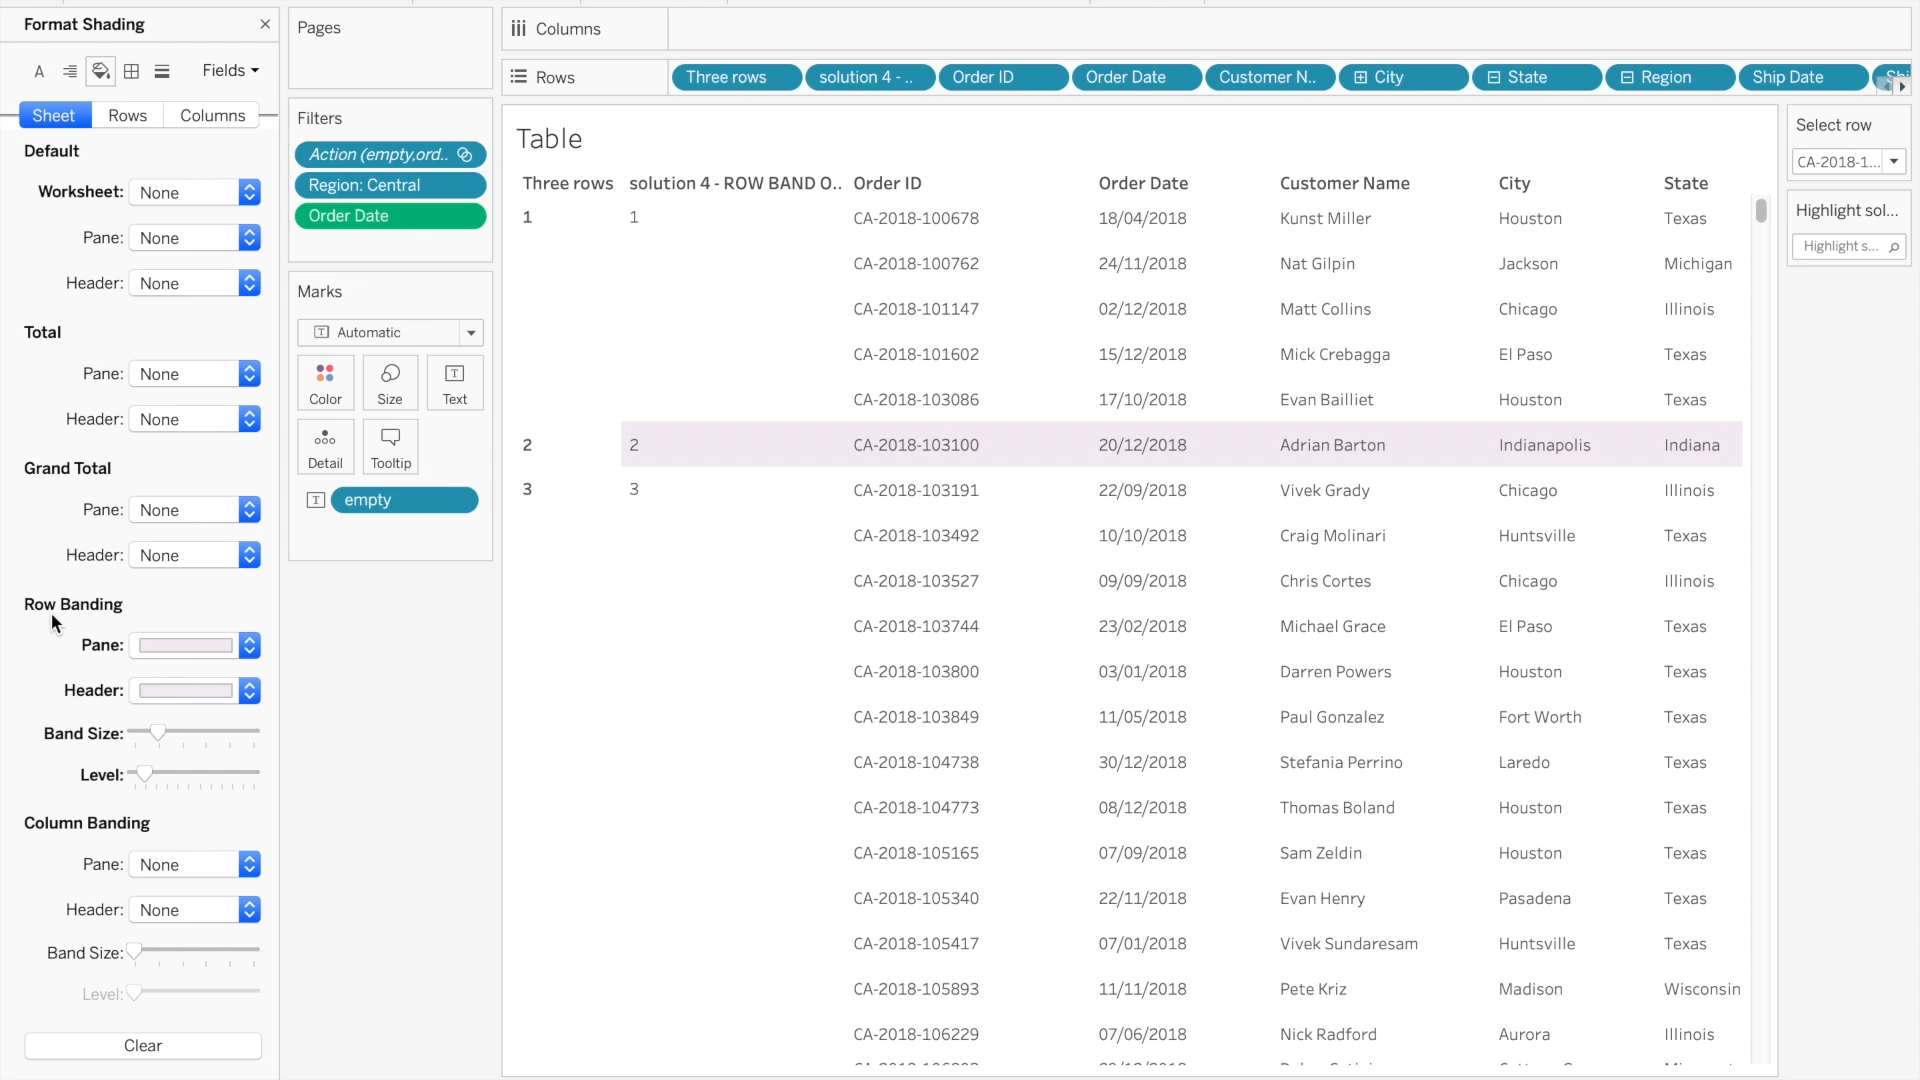 Format Shading
Fields
Sheet Rows Columns
Default
Worksheet: None
Pane: None
Header: None
Total
Pane: None
Header: None
Grand Total
Pane: None
Header: None
Row Banding
Pane:
Header:
Band Size:
Level:
Column Banding
Pane: None
Header: None
Band Size:
Level:
Clear
Pages
Filters
Action (empty,ord..
Region: Central
Order Date
Marks
Automatic
Color Size Text
Detail Tooltip
empty
Columns
Rows Three rows solution 4 - .. Order ID Order Date Customer N.. City State Region Ship Date
Table
Three rows solution 4 - ROW BAND O.. Order ID Order Date Customer Name City State
1 1 CA-2018-100678 18/04/2018 Kunst Miller Houston Texas
CA-2018-100762 24/11/2018 Nat Gilpin Jackson Michigan
CA-2018-101147 02/12/2018 Matt Collins Chicago Illinois
CA-2018-101602 15/12/2018 Mick Crebagga El Paso Texas
CA-2018-103086 17/10/2018 Evan Bailliet Houston Texas
2 2 CA-2018-103100 20/12/2018 Adrian Barton Indianapolis Indiana
3 3 CA-2018-103191 22/09/2018 Vivek Grady Chicago Illinois
CA-2018-103492 10/10/2018 Craig Molinari Huntsville Texas
CA-2018-103527 09/09/2018 Chris Cortes Chicago Illinois
CA-2018-103744 23/02/2018 Michael Grace El Paso Texas
CA-2018-103800 03/01/2018 Darren Powers Houston Texas
CA-2018-103849 11/05/2018 Paul Gonzalez Fort Worth Texas
CA-2018-104738 30/12/2018 Stefania Perrino Laredo Texas
CA-2018-104773 08/12/2018 Thomas Boland Houston Texas
CA-2018-105165 07/09/2018 Sam Zeldin Houston Texas
CA-2018-105340 22/11/2018 Evan Henry Pasadena Texas
CA-2018-105417 07/01/2018 Vivek Sundaresam Huntsville Texas
CA-2018-105893 11/11/2018 Pete Kriz Madison Wisconsin
CA-2018-106229 07/06/2018 Nick Radford Aurora Illinois
Select row
CA-2018-1...
Highlight sol...
Highlight s...